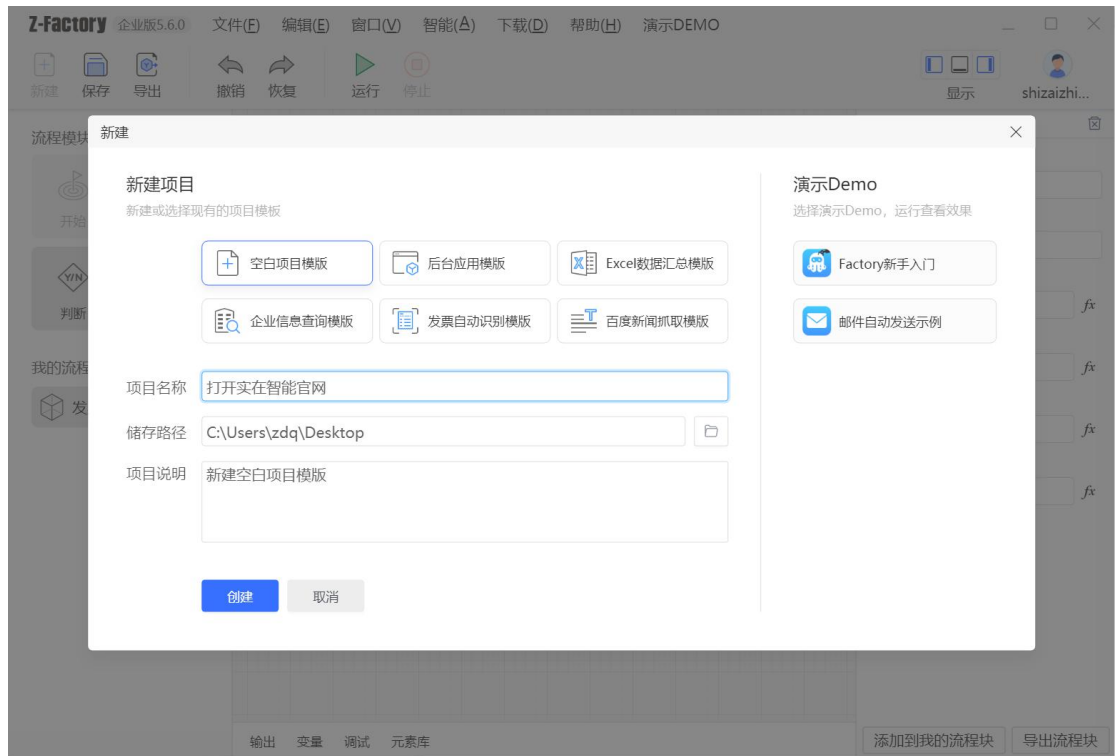 Z-Factory 企业版5.6.0 文件(F) 编辑(E) 窗口(V) 智能(A) 下载(D) 帮助(H) 演示DEMO
新建 保存 导出 撤销 恢复 运行 停止 显示 shizaizhi...
流程模块
开始
Y/N
判断
我的流程
发
新建
新建项目
新建或选择现有的项目模板
空白项目模版 后台应用模版 Excel数据汇总模版
企业信息查询模版 发票自动识别模版 百度新闻抓取模版
项目名称 打开实在智能官网
储存路径 C:\Users\zdq\Desktop
项目说明 新建空白项目模版
创建 取消
演示Demo
选择演示Demo，运行查看效果
Factory新手入门
邮件自动发送示例
fx
fx
fx
fx
输出 变量 调试 元素库
添加到我的流程块 导出流程块